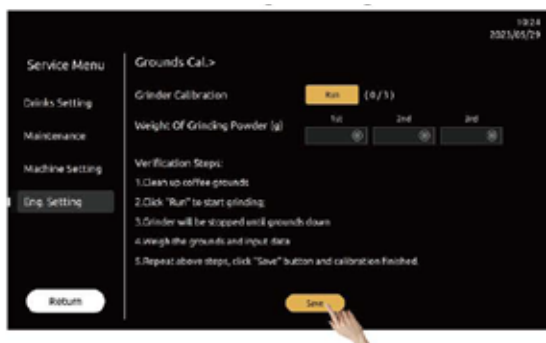 10:24
2023/05/29
Service Menu
Drinks Setting
Maintenance
Machine Setting
Eng. Setting
Return
Grounds Cal.>
Grinder Calibration
Run (0/3)
Weight Of Grinding Powder (g)
1st 2nd 3rd
Verification Steps:
1.Clean up coffee grounds
2.Click "Run" to start grinding;
3.Grinder will be stopped until grounds down
4.Weigh the grounds and input data
5.Repeat above steps, click "Save" button and calibration finished.
Save